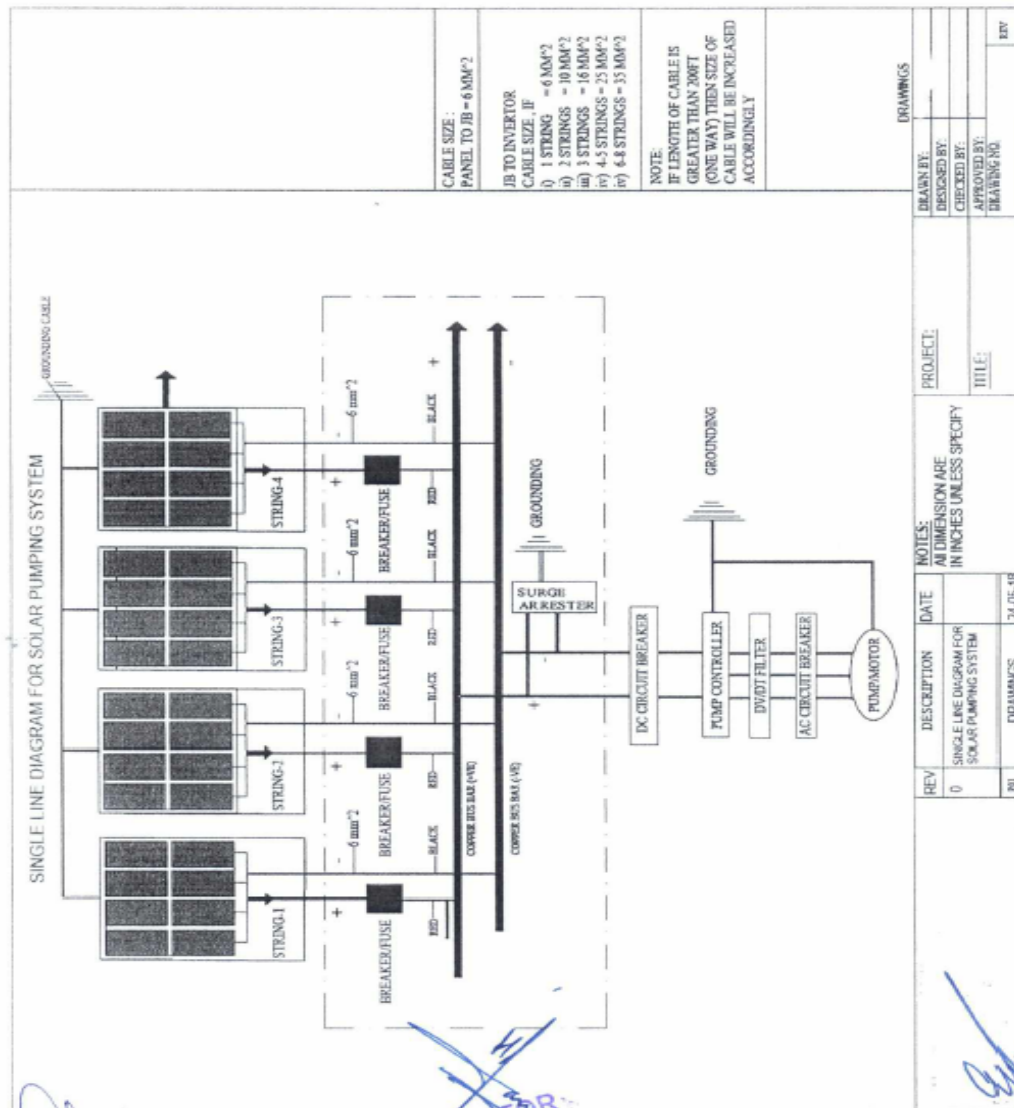 SINGLE LINE DIAGRAM FOR SOLAR PUMPING SYSTEM
GROUNDING CABLE
STRING-1
STRING-2
STRING-3
STRING-4
+
-
6 mm^2
+
-
6 mm^2
+
-
6 mm^2
+
-
6 mm^2
BREAKER/FUSE
BREAKER/FUSE
BREAKER/FUSE
BREAKER/FUSE
RED
BLACK
RED
BLACK
RED
BLACK
RED
BLACK
COPPER BUS BAR (+VE)
+
COPPER BUS BAR (-VE)
-
SURGE
ARRESTER
GROUNDING
+
-
DC CIRCUIT BREAKER
PUMP CONTROLLER
GROUNDING
DV/DT FILTER
AC CIRCUIT BREAKER
PUMP/MOTOR
CABLE SIZE :
PANEL TO JB = 6 MM^2
JB TO INVERTOR
CABLE SIZE , IF
i) 1 STRING = 6 MM^2
ii) 2 STRINGS = 10 MM^2
iii) 3 STRINGS = 16 MM^2
iv) 4-5 STRINGS = 25 MM^2
iv) 6-8 STRINGS = 35 MM^2
NOTE:
IF LENGTH OF CABLE IS
GREATER THAN 200FT
(ONE WAY) THEN SIZE OF
CABLE WILL BE INCREASED
ACCORDINGLY
DRAWINGS
REV DESCRIPTION DATE
0 SINGLE LINE DIAGRAM FOR
SOLAR PUMPING SYSTEM
DRAWINGS
NOTES:
All DIMENSION ARE
IN INCHES UNLESS SPECIFY
PROJECT:
TITLE:
DRAWN BY:
DESIGNED BY:
CHECKED BY:
APPROVED BY:
DRAWING NO.
REV